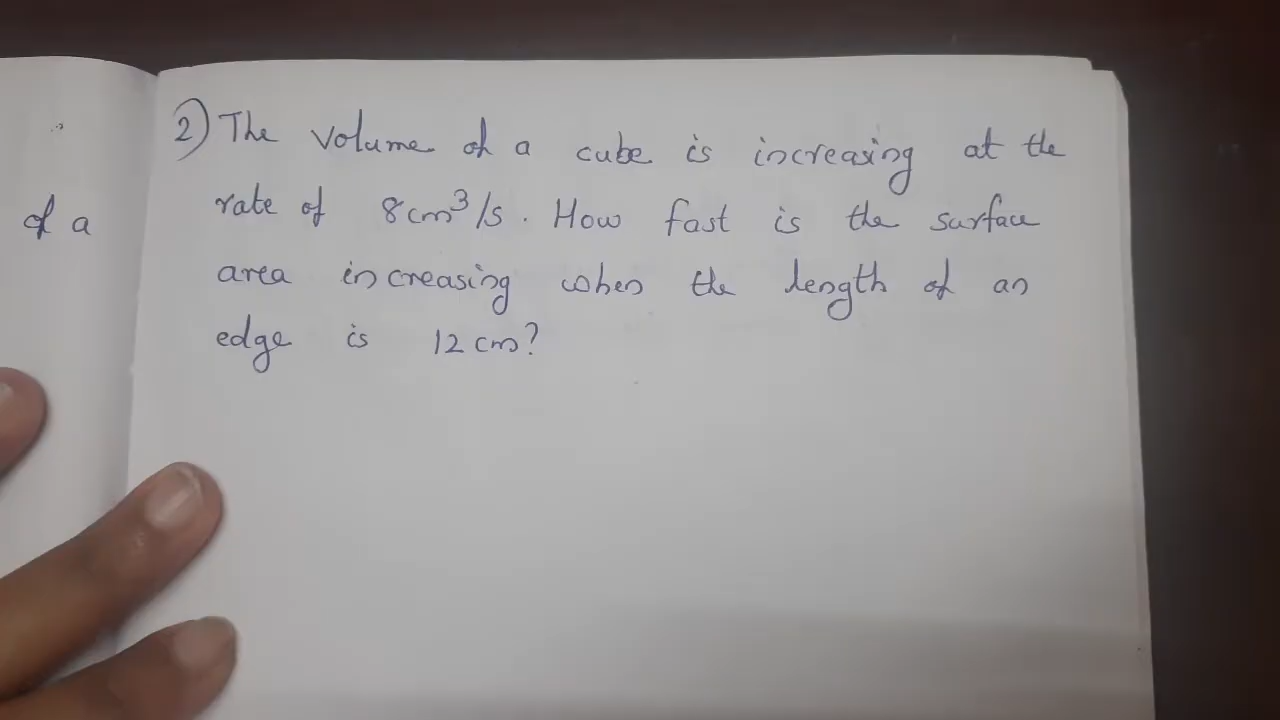 2) The volume of a cube is increasing at the
rate of 8cm³/s. How fast is the surface
area increasing when the length of an
edge is 12 cm?
of a